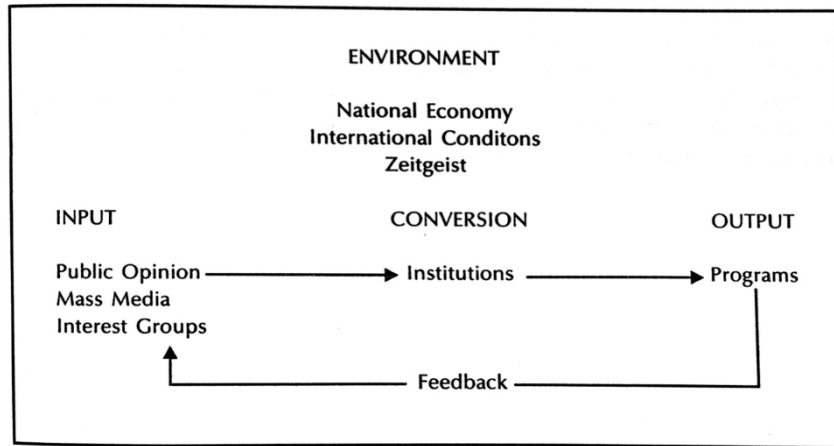 ENVIRONMENT
National Economy
International Conditons
Zeitgeist
INPUT CONVERSION OUTPUT
Public Opinion Institutions Programs
Mass Media
Interest Groups
Feedback